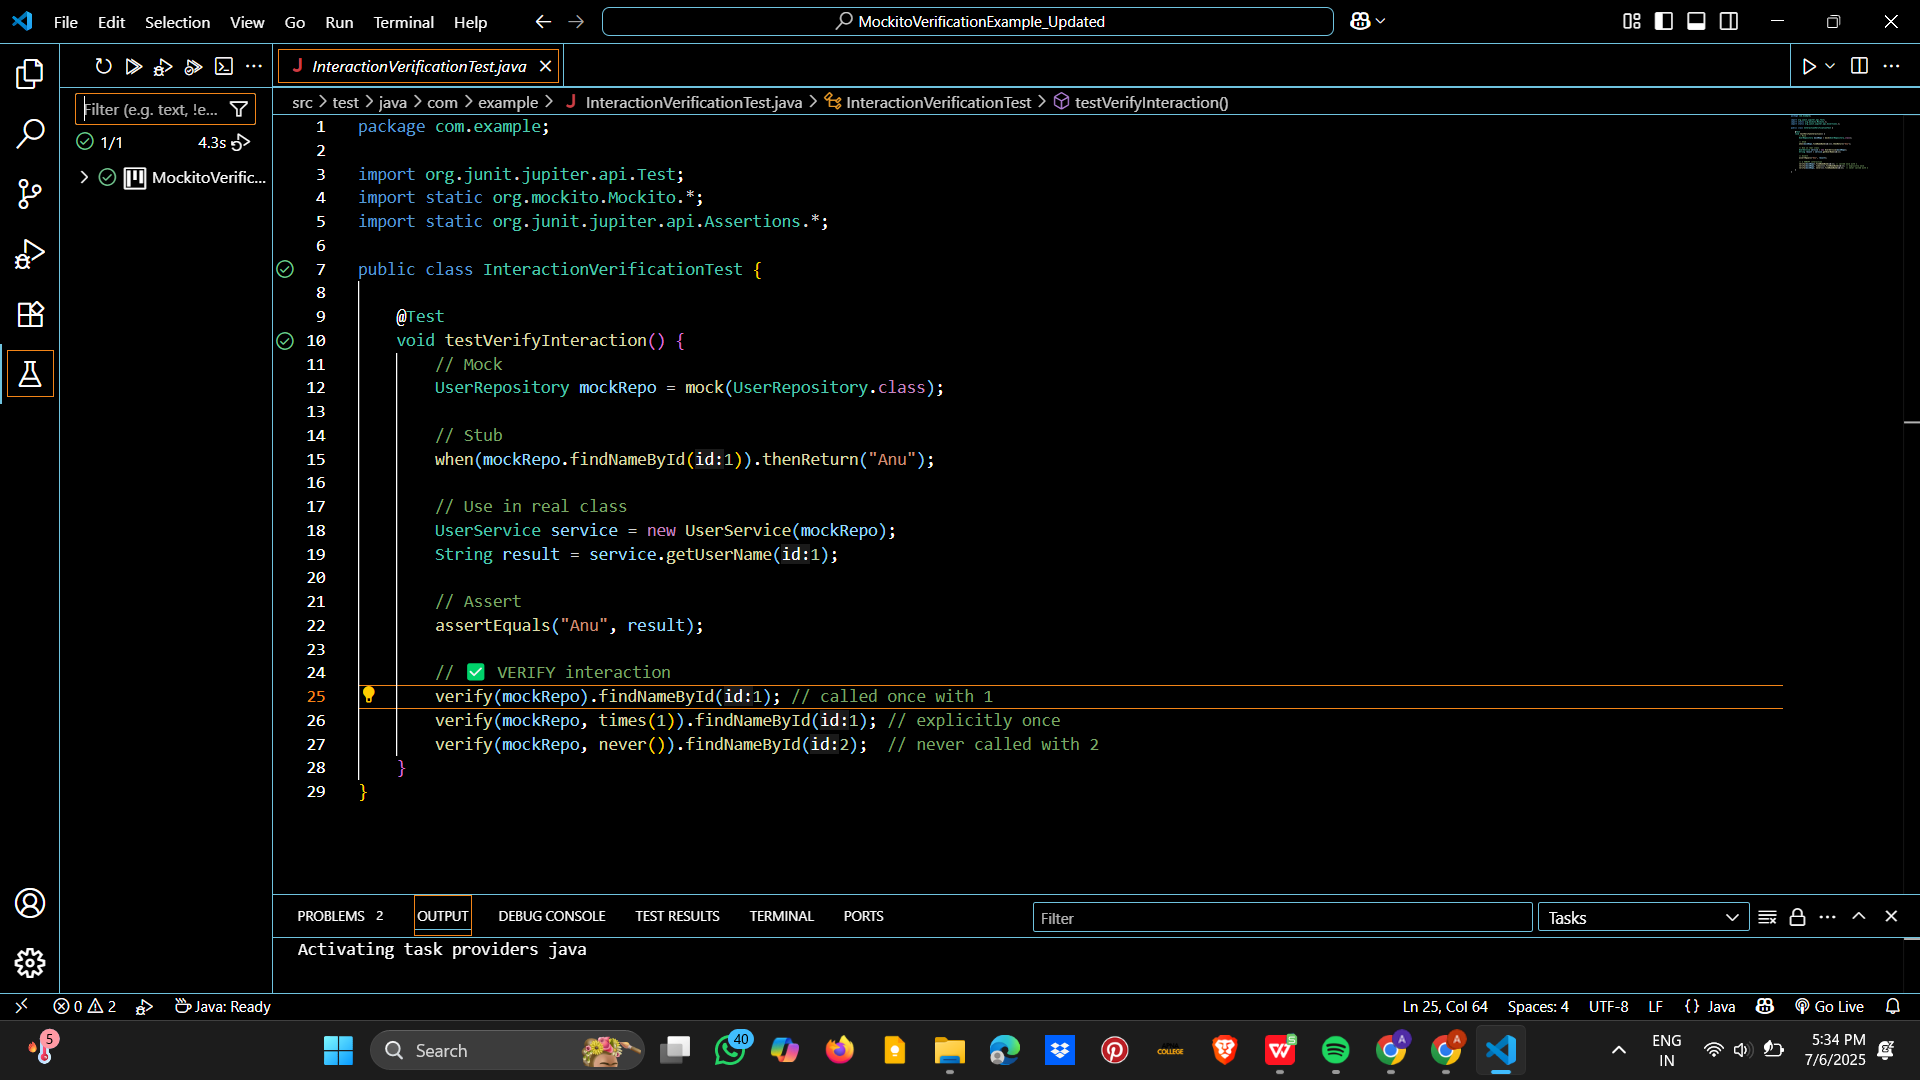 File Edit Selection View Go Run Terminal Help
MockitoVerificationExample_Updated
InteractionVerificationTest.java
Filter (e.g. text, !e...
1/1 4.3s
MockitoVerific...
src > test > java > com > example > J InteractionVerificationTest.java > InteractionVerificationTest > testVerifyInteraction()
1 package com.example;
2
3 import org.junit.jupiter.api.Test;
4 import static org.mockito.Mockito.*;
5 import static org.junit.jupiter.api.Assertions.*;
6
7 public class InteractionVerificationTest {
8
9 @Test
10 void testVerifyInteraction() {
11 // Mock
12 UserRepository mockRepo = mock(UserRepository.class);
13
14 // Stub
15 when(mockRepo.findNameById(id:1)).thenReturn("Anu");
16
17 // Use in real class
18 UserService service = new UserService(mockRepo);
19 String result = service.getUserName(id:1);
20
21 // Assert
22 assertEquals("Anu", result);
23
24 // ✅ VERIFY interaction
25 verify(mockRepo).findNameById(id:1); // called once with 1
26 verify(mockRepo, times(1)).findNameById(id:1); // explicitly once
27 verify(mockRepo, never()).findNameById(id:2); // never called with 2
28 }
29 }
PROBLEMS 2 OUTPUT DEBUG CONSOLE TEST RESULTS TERMINAL PORTS
Filter
Tasks
Activating task providers java
0 2 Java: Ready
Ln 25, Col 64 Spaces: 4 UTF-8 LF {} Java Go Live
5
Search
40
ENG
IN
5:34 PM
7/6/2025